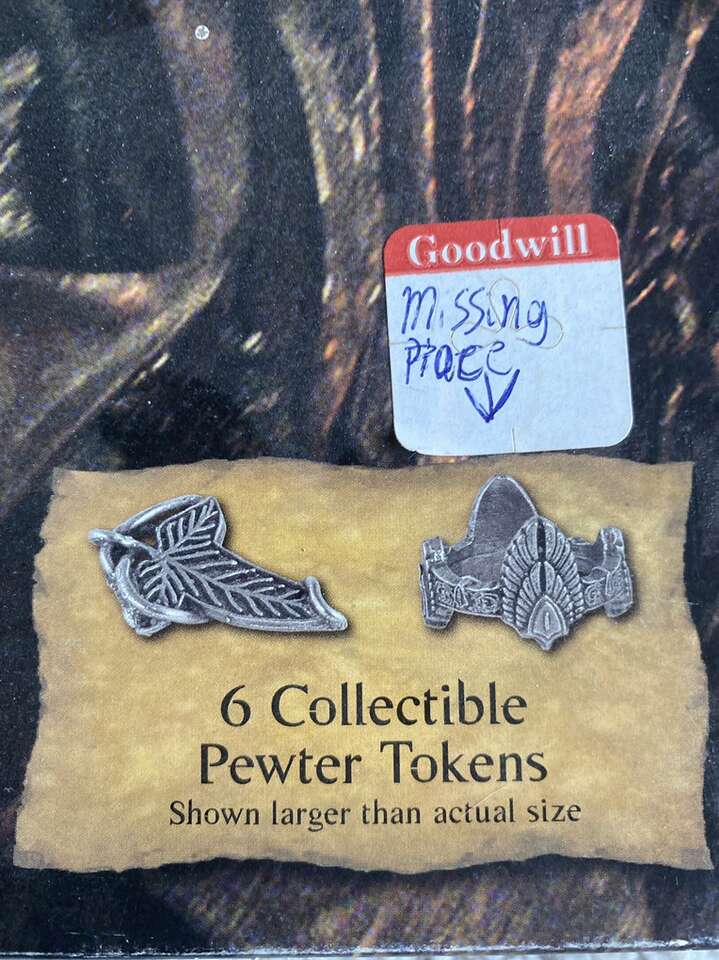 Goodwill
Missing
Piece
6 Collectible
Pewter Tokens
Shown larger than actual size